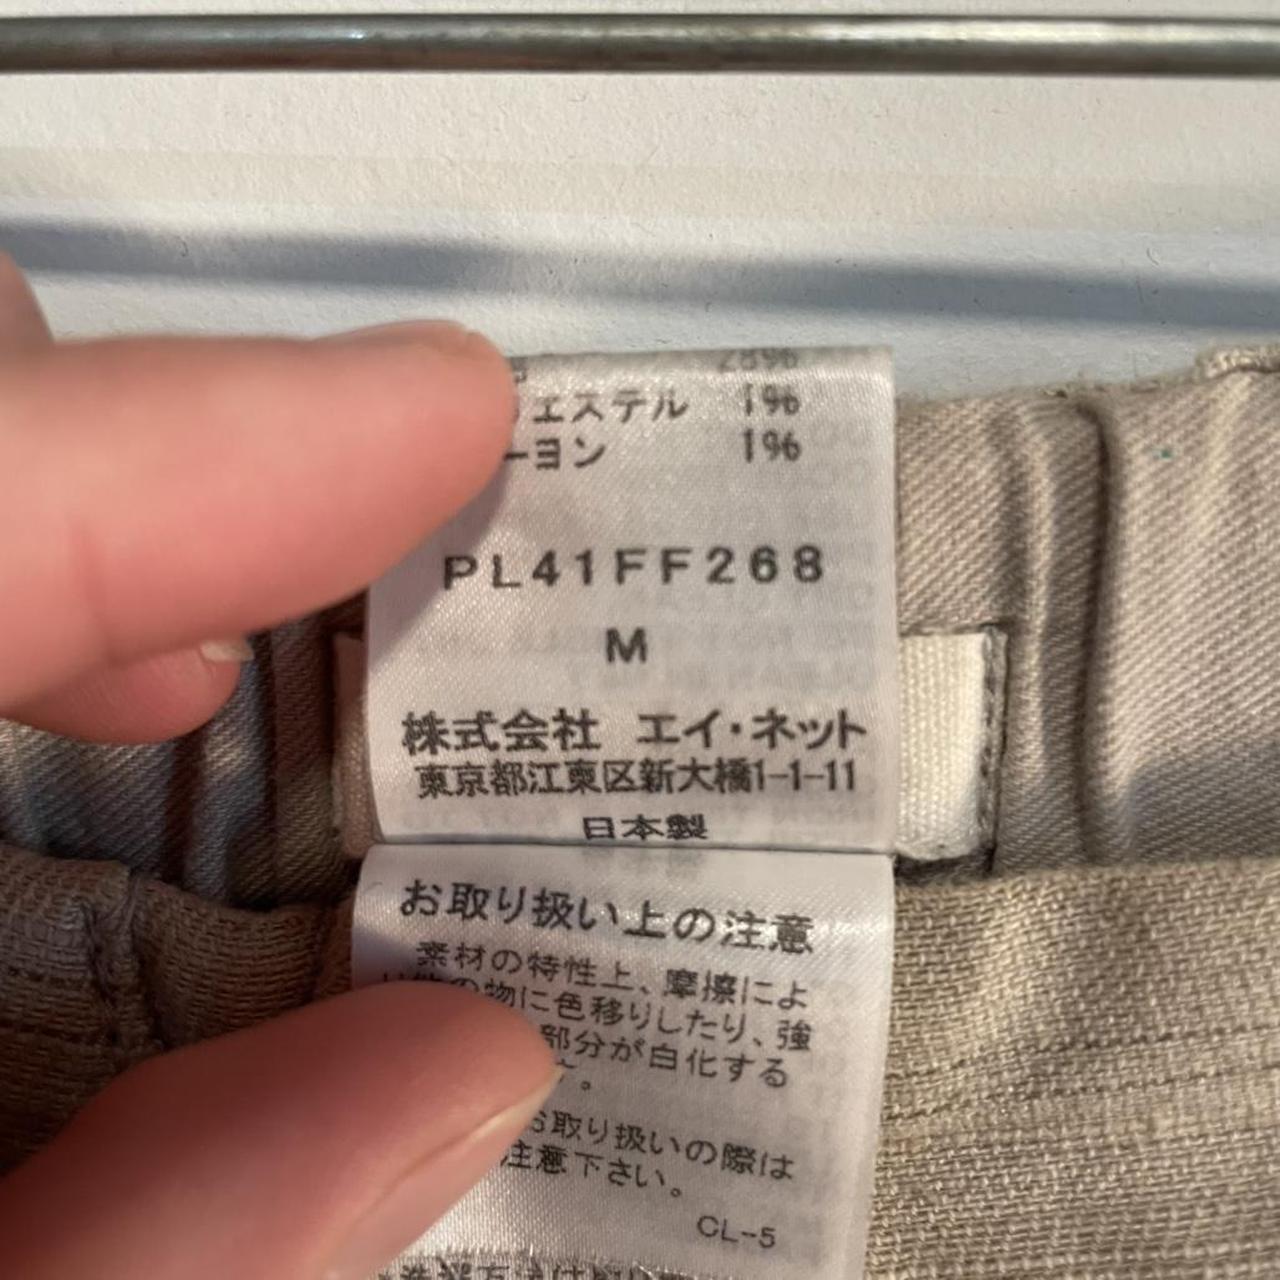 28%
ェステル 1%
ーヨン 1%
PL41FF268
M
株式会社 エイ・ネット
東京都江東区新大橋1-1-11
日本製
お取り扱い上の注意
素材の特性上、摩擦によ
の物に色移りしたり、強
部分が白化する
。
お取り扱いの際は
注意下さい。
CL-5